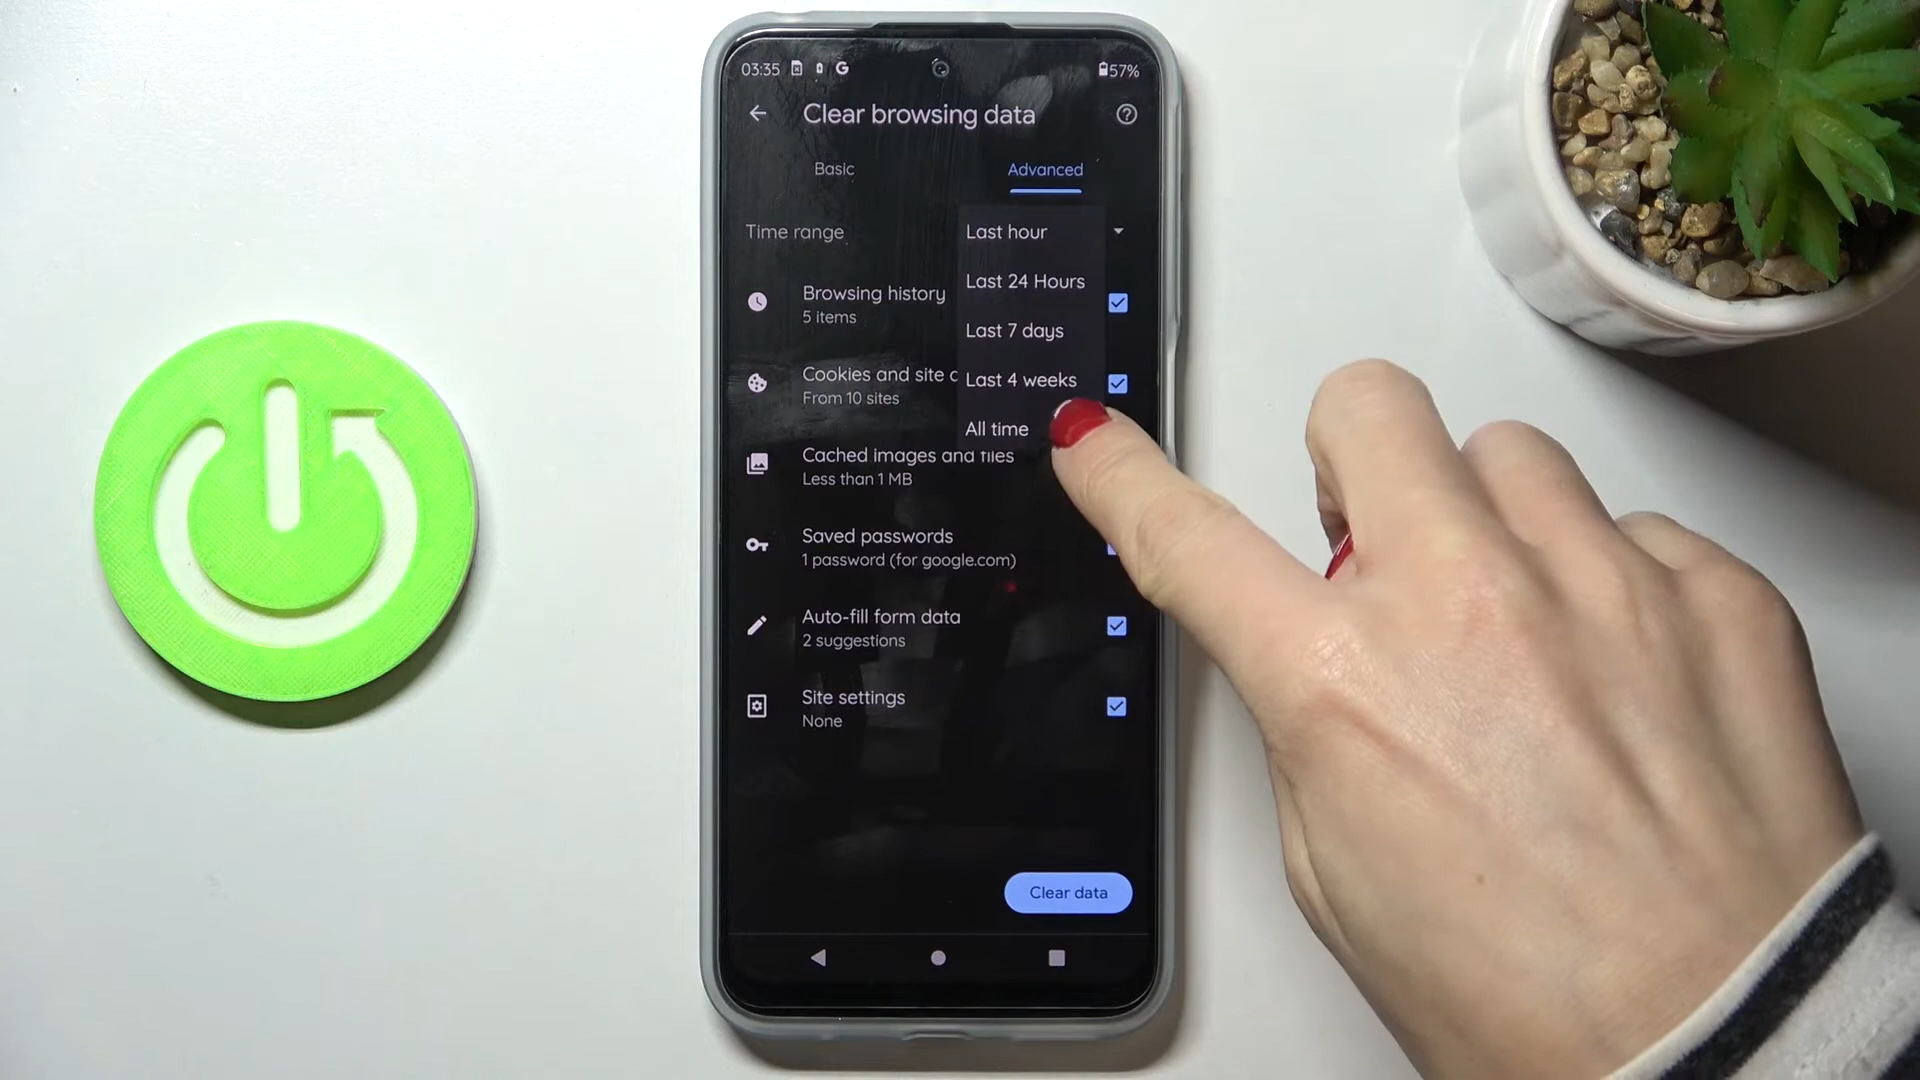 03:35 G 57%
Clear browsing data
Basic Advanced
Time range Last hour
Last 24 Hours
Browsing history
5 items
Last 7 days
Cookies and site
Last 4 weeks
From 10 sites
All time
Cached images and files
Less than 1 MB
Saved passwords
1 password (for google.com)
Auto-fill form data
2 suggestions
Site settings
None
Clear data